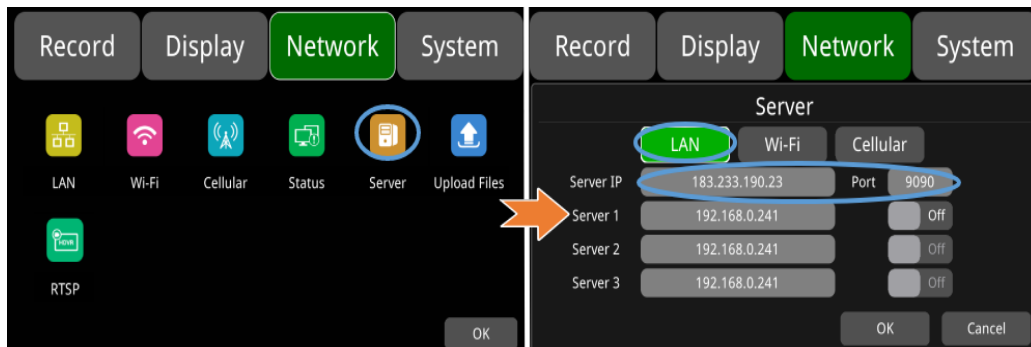 Record Display Network System
LAN Wi-Fi Cellular Status Server Upload Files
HDVR
RTSP
OK
Record Display Network System
Server
LAN Wi-Fi Cellular
Server IP 183.233.190.23 Port 9090
Server 1 192.168.0.241 Off
Server 2 192.168.0.241 Off
Server 3 192.168.0.241 Off
OK Cancel